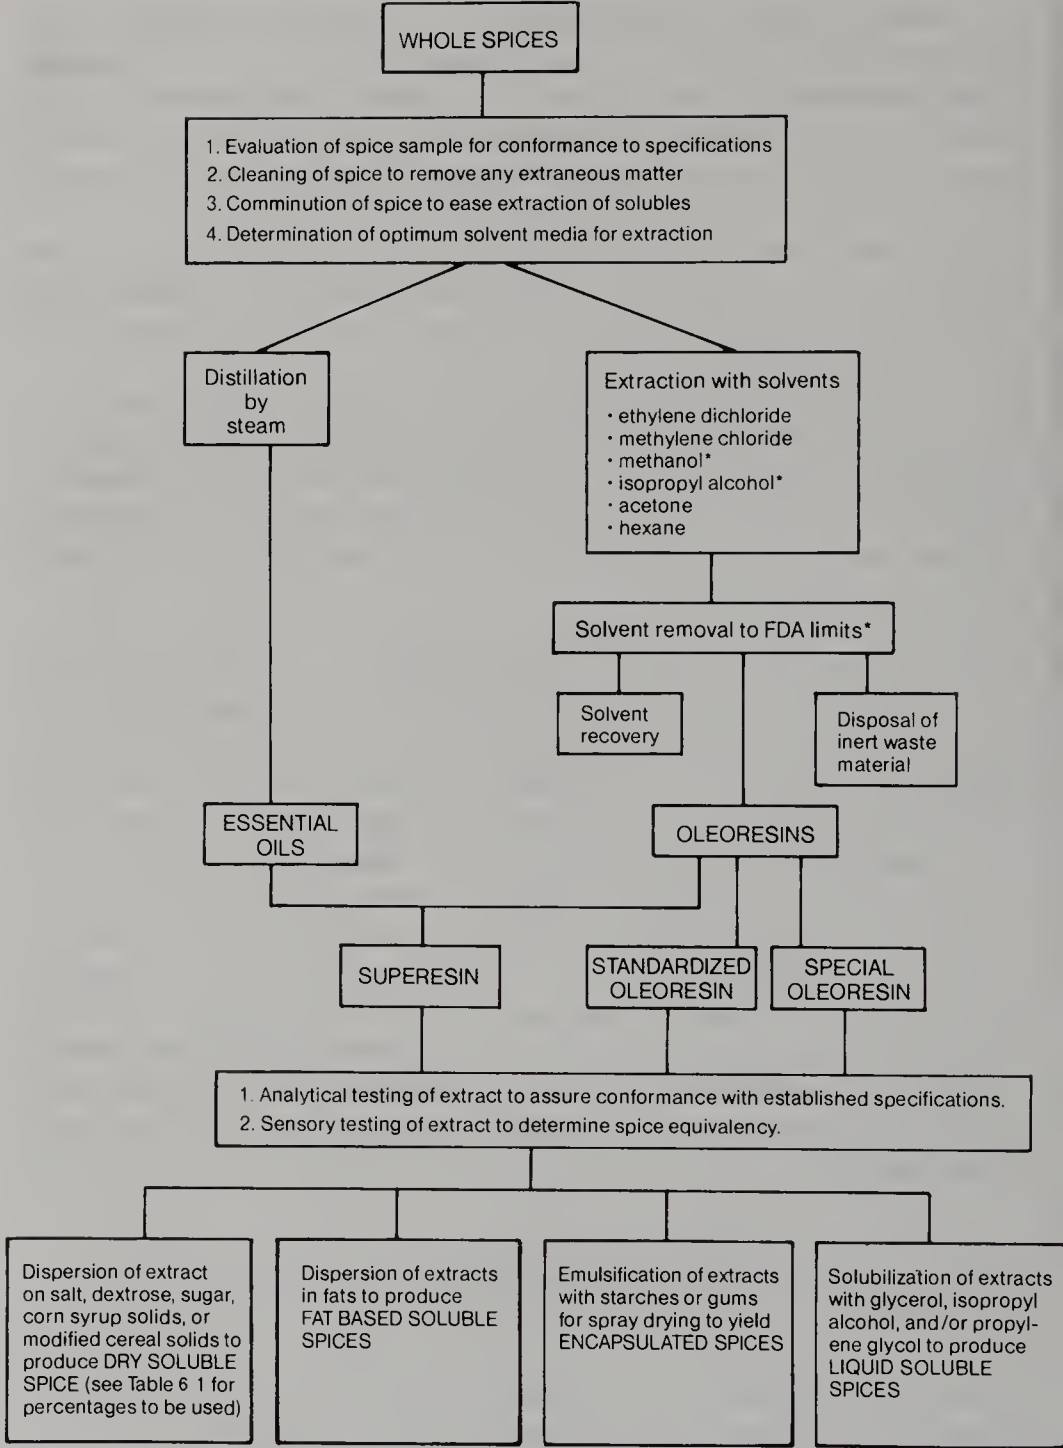 WHOLE SPICES
1. Evaluation of spice sample for conformance to specifications
2. Cleaning of spice to remove any extraneous matter
3. Comminution of spice to ease extraction of solubles
4. Determination of optimum solvent media for extraction
Distillation
by
steam
Extraction with solvents
· ethylene dichloride
· methylene chloride
· methanol*
· isopropyl alcohol*
· acetone
· hexane
Solvent removal to FDA limits*
Solvent
recovery
Disposal of
inert waste
material
ESSENTIAL
OILS
OLEORESINS
SUPERESIN
STANDARDIZED
OLEORESIN
SPECIAL
OLEORESIN
1. Analytical testing of extract to assure conformance with established specifications.
2. Sensory testing of extract to determine spice equivalency.
Dispersion of extract
on salt, dextrose, sugar,
corn syrup solids, or
modified cereal solids to
produce DRY SOLUBLE
SPICE (see Table 6 1 for
percentages to be used)
Dispersion of extracts
in fats to produce
FAT BASED SOLUBLE
SPICES
Emulsification of extracts
with starches or gums
for spray drying to yield
ENCAPSULATED SPICES
Solubilization of extracts
with glycerol, isopropyl
alcohol, and/or propyl-
ene glycol to produce
LIQUID SOLUBLE
SPICES